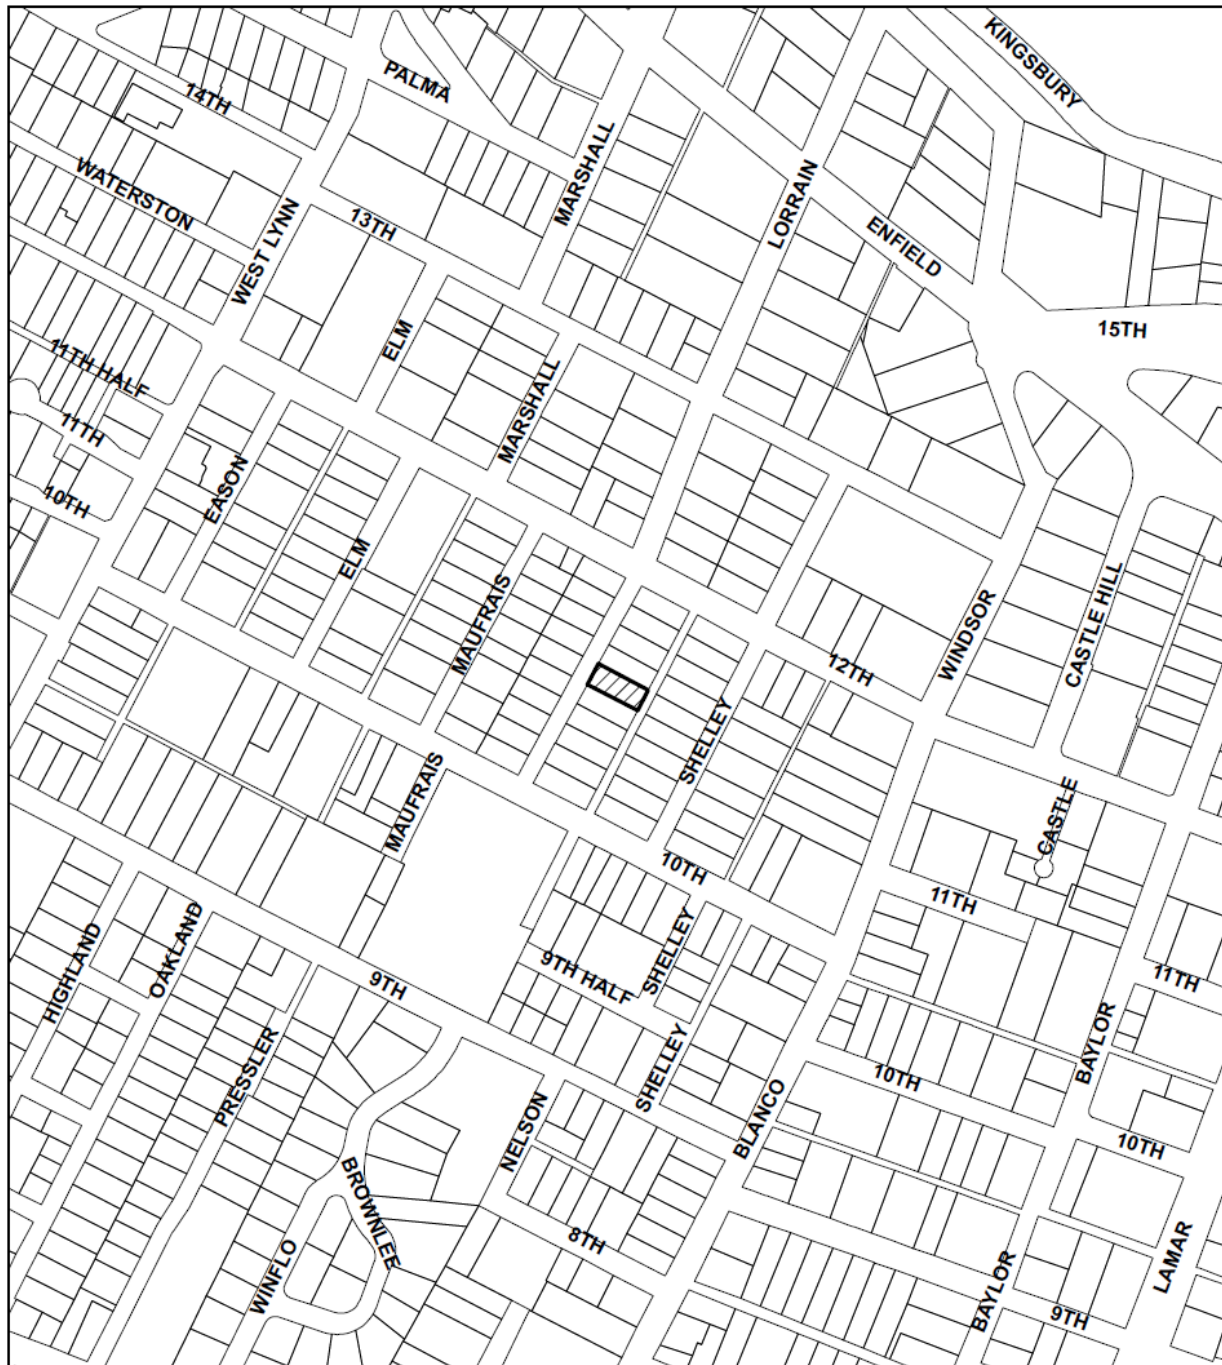 KINGSBURY
PALMA
14TH
MARSHALL
LORRAIN
WATERSTON
13TH
WEST LYNN
ENFIELD
15TH
ELM
11TH HALF
MARSHALL
11TH
EASON
10TH
ELM
MAUFRAIS
WINDSOR
CASTLE HILL
12TH
SHELLEY
MAUFRAIS
CASTLE
10TH
11TH
HIGHLAND
OAKLAND
SHELLEY
9TH HALF
9TH
11TH
PRESSLER
SHELLEY
BAYLOR
10TH
BLANCO
NELSON
10TH
BROWNLEE
8TH
WINFLO
LAMAR
BAYLOR
9TH